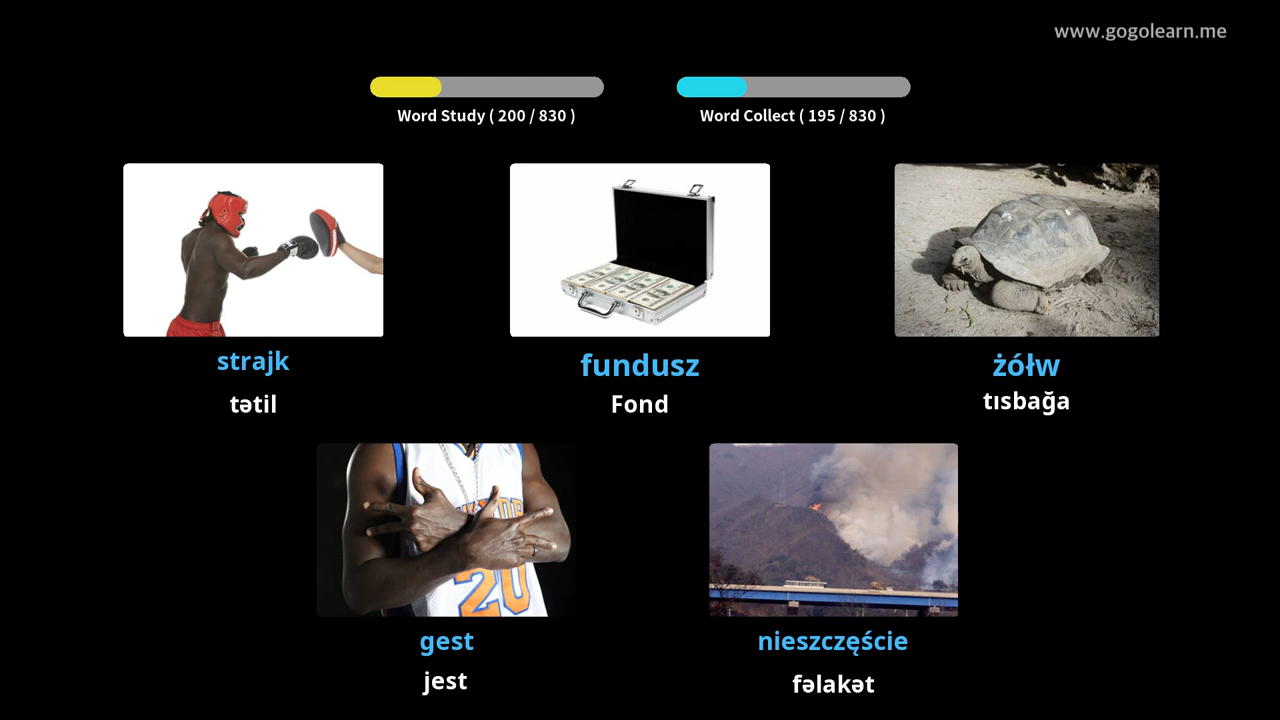 www.gogolearn.me
Word Study ( 200 / 830 )
Word Collect ( 195 / 830 )
strajk
tətil
fundusz
Fond
żółw
tısbağa
20
gest
jest
nieszczęście
fəlakət